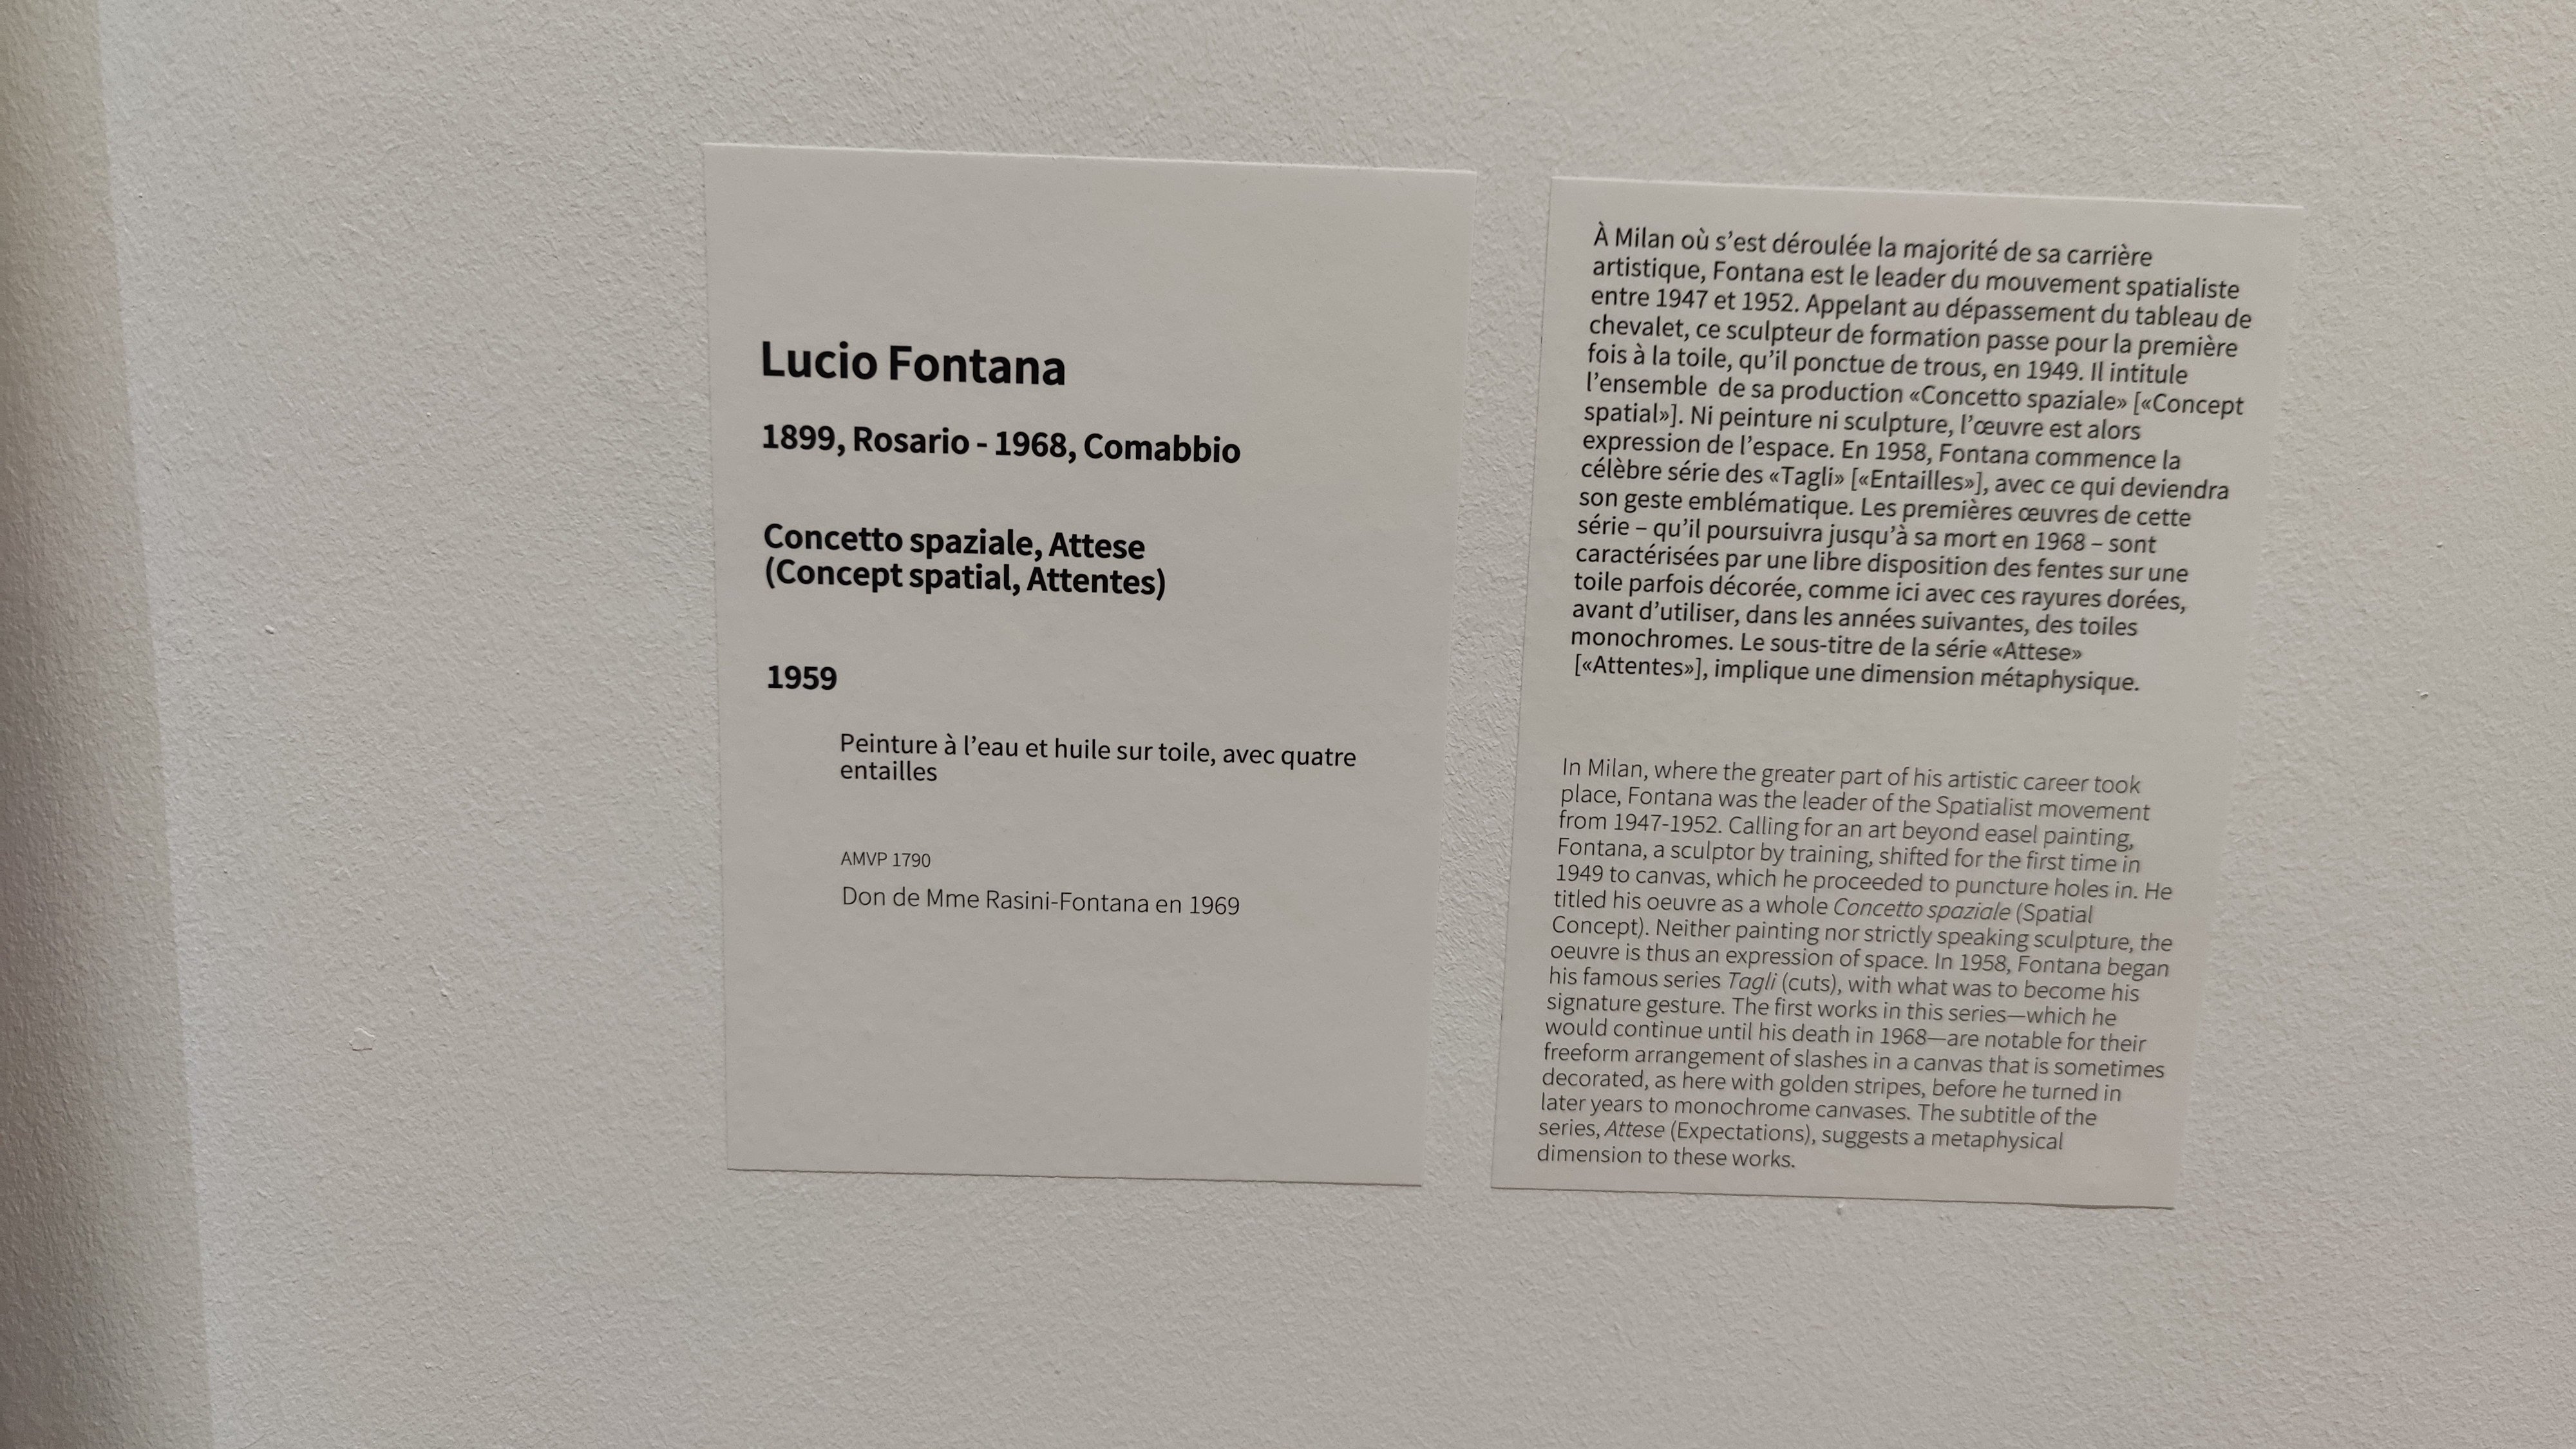 Lucio Fontana
1899, Rosario - 1968, Comabbio
Concetto spaziale, Attese
(Concept spatial, Attentes)
1959
Peinture à l’eau et huile sur toile, avec quatre
entailles
AMVP 1790
Don de Mme Rasini-Fontana en 1969
À Milan où s’est déroulée la majorité de sa carrière
artistique, Fontana est le leader du mouvement spatialiste
entre 1947 et 1952. Appelant au dépassement du tableau de
chevalet, ce sculpteur de formation passe pour la première
fois à la toile, qu’il ponctue de trous, en 1949. Il intitule
l’ensemble  de sa production «Concetto spaziale» [«Concept
spatial»]. Ni peinture ni sculpture, l’œuvre est alors
expression de l’espace. En 1958, Fontana commence la
célèbre série des «Tagli» [«Entailles»], avec ce qui deviendra
son geste emblématique. Les premières œuvres de cette
série – qu’il poursuivra jusqu’à sa mort en 1968 – sont
caractérisées par une libre disposition des fentes sur une
toile parfois décorée, comme ici avec ces rayures dorées,
avant d’utiliser, dans les années suivantes, des toiles
monochromes. Le sous-titre de la série «Attese»
[«Attentes»], implique une dimension métaphysique.
In Milan, where the greater part of his artistic career took
place, Fontana was the leader of the Spatialist movement
from 1947-1952. Calling for an art beyond easel painting,
Fontana, a sculptor by training, shifted for the first time in
1949 to canvas, which he proceeded to puncture holes in. He
titled his oeuvre as a whole Concetto spaziale (Spatial
Concept). Neither painting nor strictly speaking sculpture, the
oeuvre is thus an expression of space. In 1958, Fontana began
his famous series Tagli (cuts), with what was to become his
signature gesture. The first works in this series—which he
would continue until his death in 1968—are notable for their
freeform arrangement of slashes in a canvas that is sometimes
decorated, as here with golden stripes, before he turned in
later years to monochrome canvases. The subtitle of the
series, Attese (Expectations), suggests a metaphysical
dimension to these works.